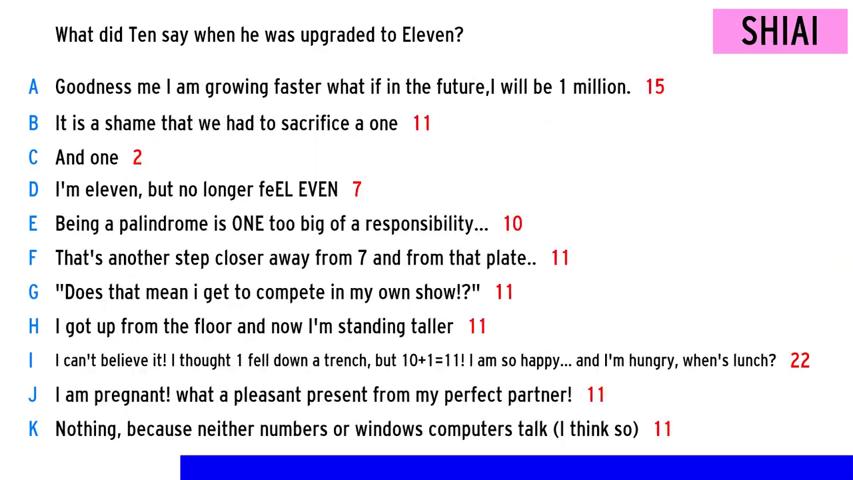 What did Ten say when he was upgraded to Eleven?
SHIAI
A Goodness me I am growing faster what if in the future,I will be 1 million. 15
B It is a shame that we had to sacrifice a one 11
C And one 2
D I'm eleven, but no longer feEL EVEN 7
E Being a palindrome is ONE too big of a responsibility... 10
F That's another step closer away from 7 and from that plate.. 11
G "Does that mean i get to compete in my own show!?" 11
H I got up from the floor and now I'm standing taller 11
I I can't believe it! I thought 1 fell down a trench, but 10+1=11! I am so happy... and I'm hungry, when's lunch? 22
J I am pregnant! what a pleasant present from my perfect partner! 11
K Nothing, because neither numbers or windows computers talk (I think so) 11